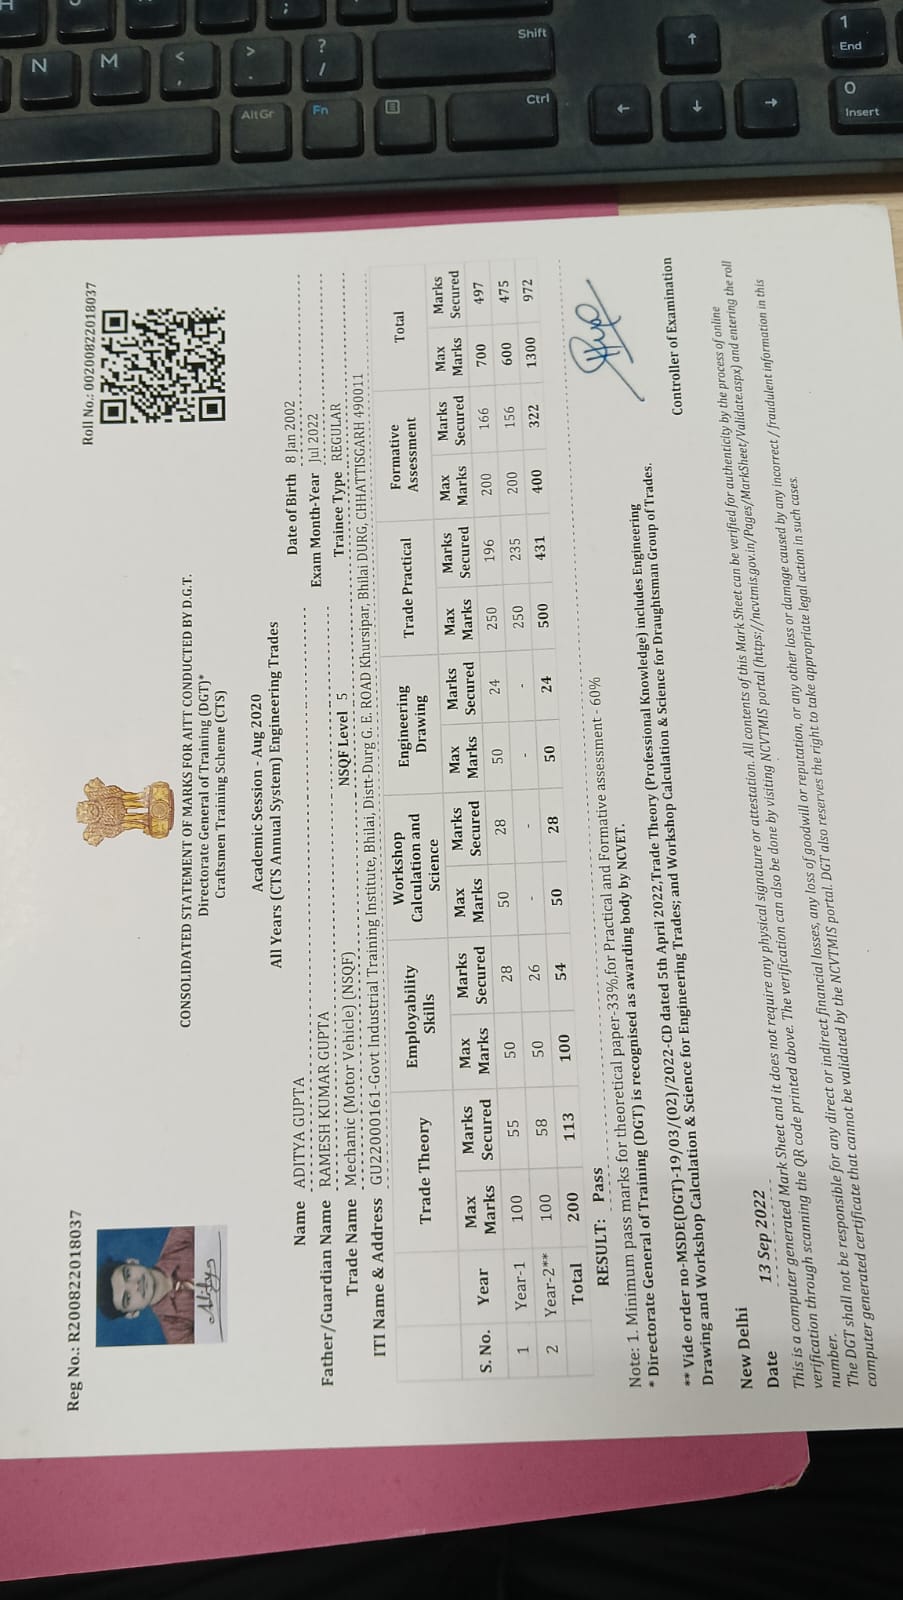 N
M
<
,
>
.
?
/
Shift
AltGr
Fn
Ctrl
↑
←
↓
→
1
End
0
Insert
Reg No.: R200822018037
Roll No.: 00200822018037
CONSOLIDATED STATEMENT OF MARKS FOR AITT CONDUCTED BY D.G.T.
Directorate General of Training (DGT)*
Craftsmen Training Scheme (CTS)
Academic Session - Aug 2020
All Years (CTS Annual System) Engineering Trades
Name ADITYA GUPTA Date of Birth 8 Jan 2002
Father/Guardian Name RAMESH KUMAR GUPTA Exam Month-Year Jul 2022
Trade Name Mechanic (Motor Vehicle) (NSQF) NSQF Level 5 Trainee Type REGULAR
ITI Name & Address GU22000161-Govt Industrial Training Institute, Bhilai, Distt-Durg G. E. ROAD Khursipar, Bhilai DURG, CHHATTISGARH 490011
Trade Theory Employability Skills Workshop Calculation and Science Engineering Drawing Trade Practical Formative Assessment Total
S. No. Year Max Marks Marks Secured Max Marks Marks Secured Max Marks Marks Secured Max Marks Marks Secured Max Marks Marks Secured Max Marks Marks Secured Max Marks Marks Secured
1 Year-1 100 55 50 28 50 28 50 24 250 196 200 166 700 497
2 Year-2** 100 58 50 26 - - - - 250 235 200 156 600 475
Total 200 113 100 54 50 28 50 24 500 431 400 322 1300 972
RESULT: Pass
Note: 1. Minimum pass marks for theoretical paper-33%,for Practical and Formative assessment - 60%
* Directorate General of Training (DGT) is recognised as awarding body by NCVET.
** Vide order no-MSDE(DGT)-19/03/(02)/2022-CD dated 5th April 2022,Trade Theory (Professional Knowledge) includes Engineering
Drawing and Workshop Calculation & Science for Engineering Trades; and Workshop Calculation & Science for Draughtsman Group of Trades.
Controller of Examination
New Delhi
Date 13 Sep 2022
This is a computer generated Mark Sheet and it does not require any physical signature or attestation. All contents of this Mark Sheet can be verified for authenticity by the process of online
verification through scanning the QR code printed above. The verification can also be done by visiting NCVTMIS portal (https://ncvtmis.gov.in/Pages/MarkSheet/Validate.aspx) and entering the roll
number.
The DGT shall not be responsible for any direct or indirect financial losses, any loss of goodwill or reputation, or any other loss or damage caused by any incorrect / fraudulent information in this
computer generated certificate that cannot be validated by the NCVTMIS portal. DGT also reserves the right to take appropriate legal action in such cases.